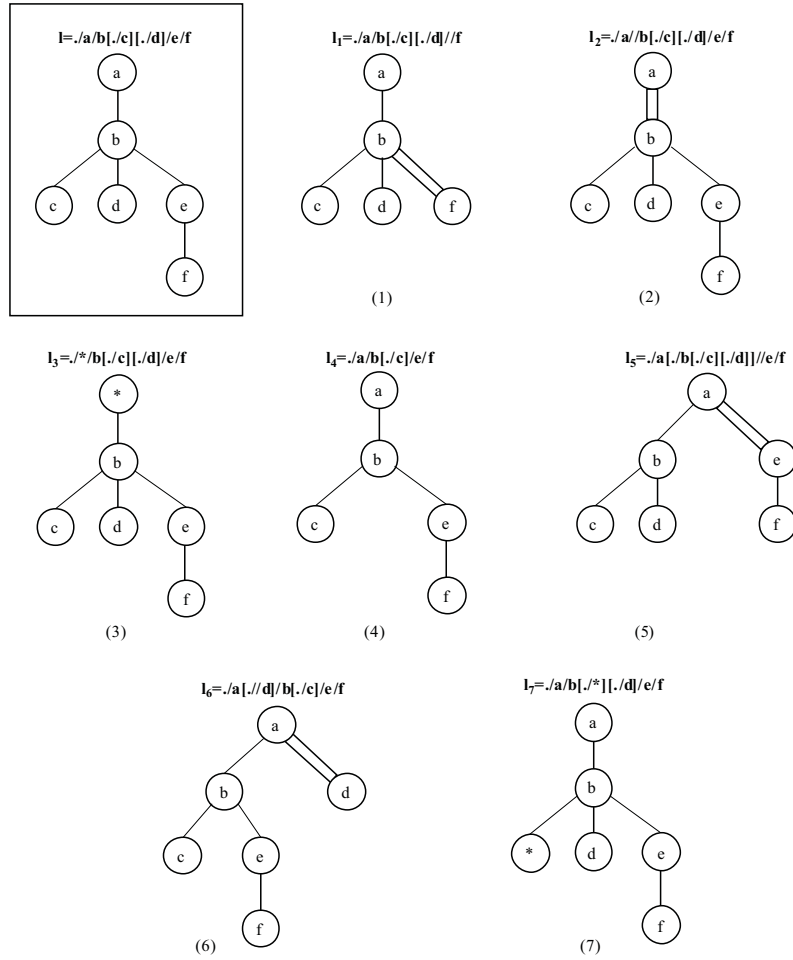 l=./a/b[./c][./d]/e/f
a
b
c d e
f
l1=./a/b[./c][./d]//f
a
b
c d f
(1)
l2=./a//b[./c][./d]/e/f
a
b
c d e
f
(2)
l3=./*/b[./c][./d]/e/f
*
b
c d e
f
(3)
l4=./a/b[./c]/e/f
a
b
c e
f
(4)
l5=./a[./b[./c][./d]]//e/f
a
b e
c d f
(5)
l6=./a[.//d]/b[./c]/e/f
a
b d
c e
f
(6)
l7=./a/b[./*][./d]/e/f
a
b
* d e
f
(7)